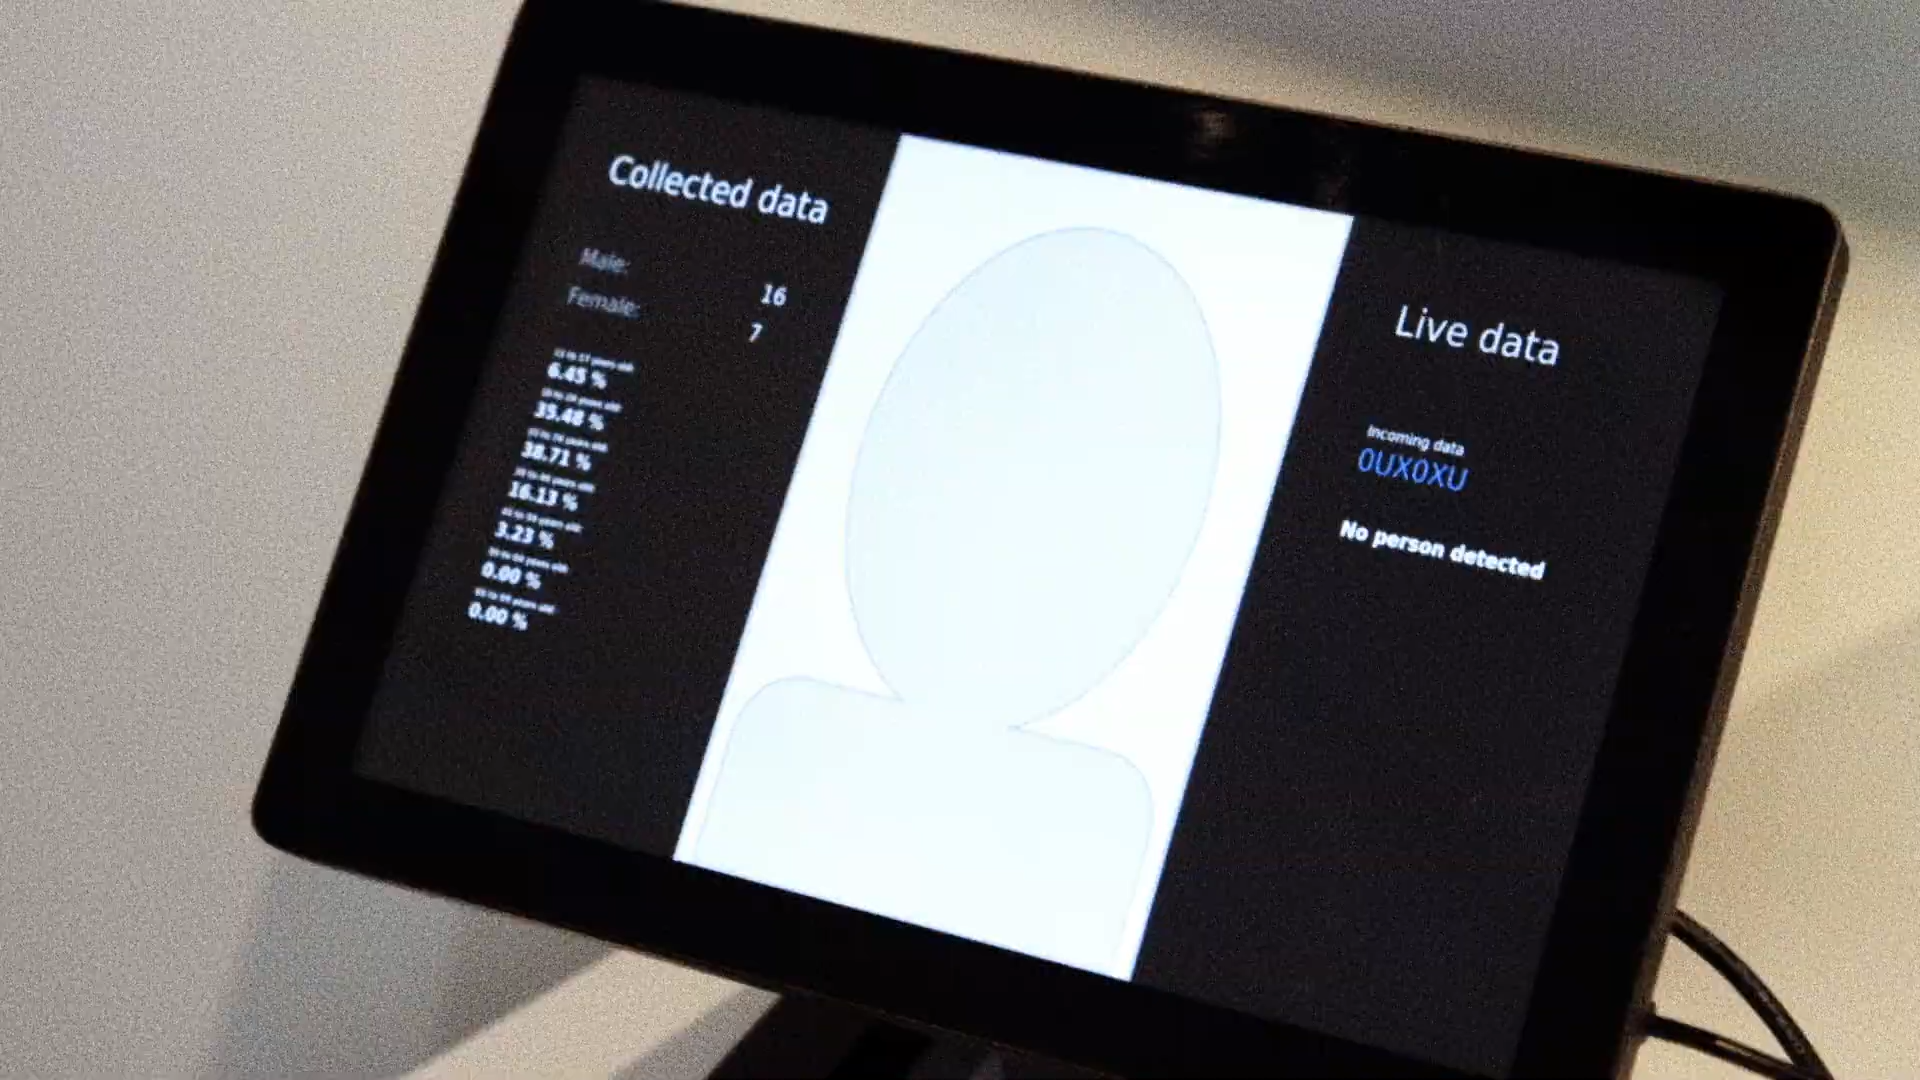 Collected data
Male:
16
Female:
7
6.45 %
35.48 %
38.71 %
16.13 %
3.23 %
0.00 %
0.00 %
Live data
Incoming data
0UX0XU
No person detected